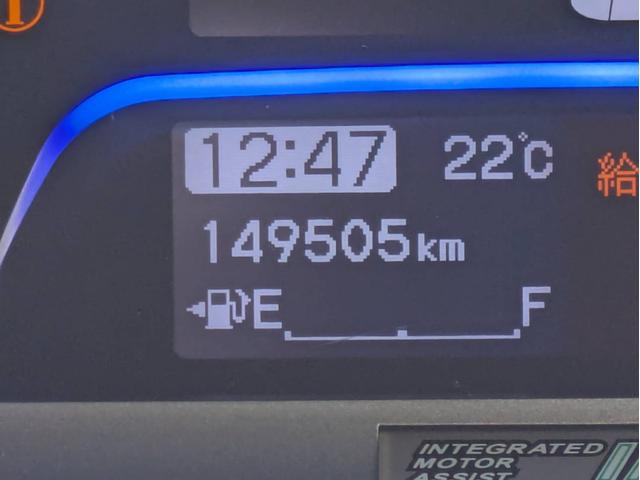 12:47 22°C
給
149505km
E F
INTEGRATED
MOTOR
ASSIST